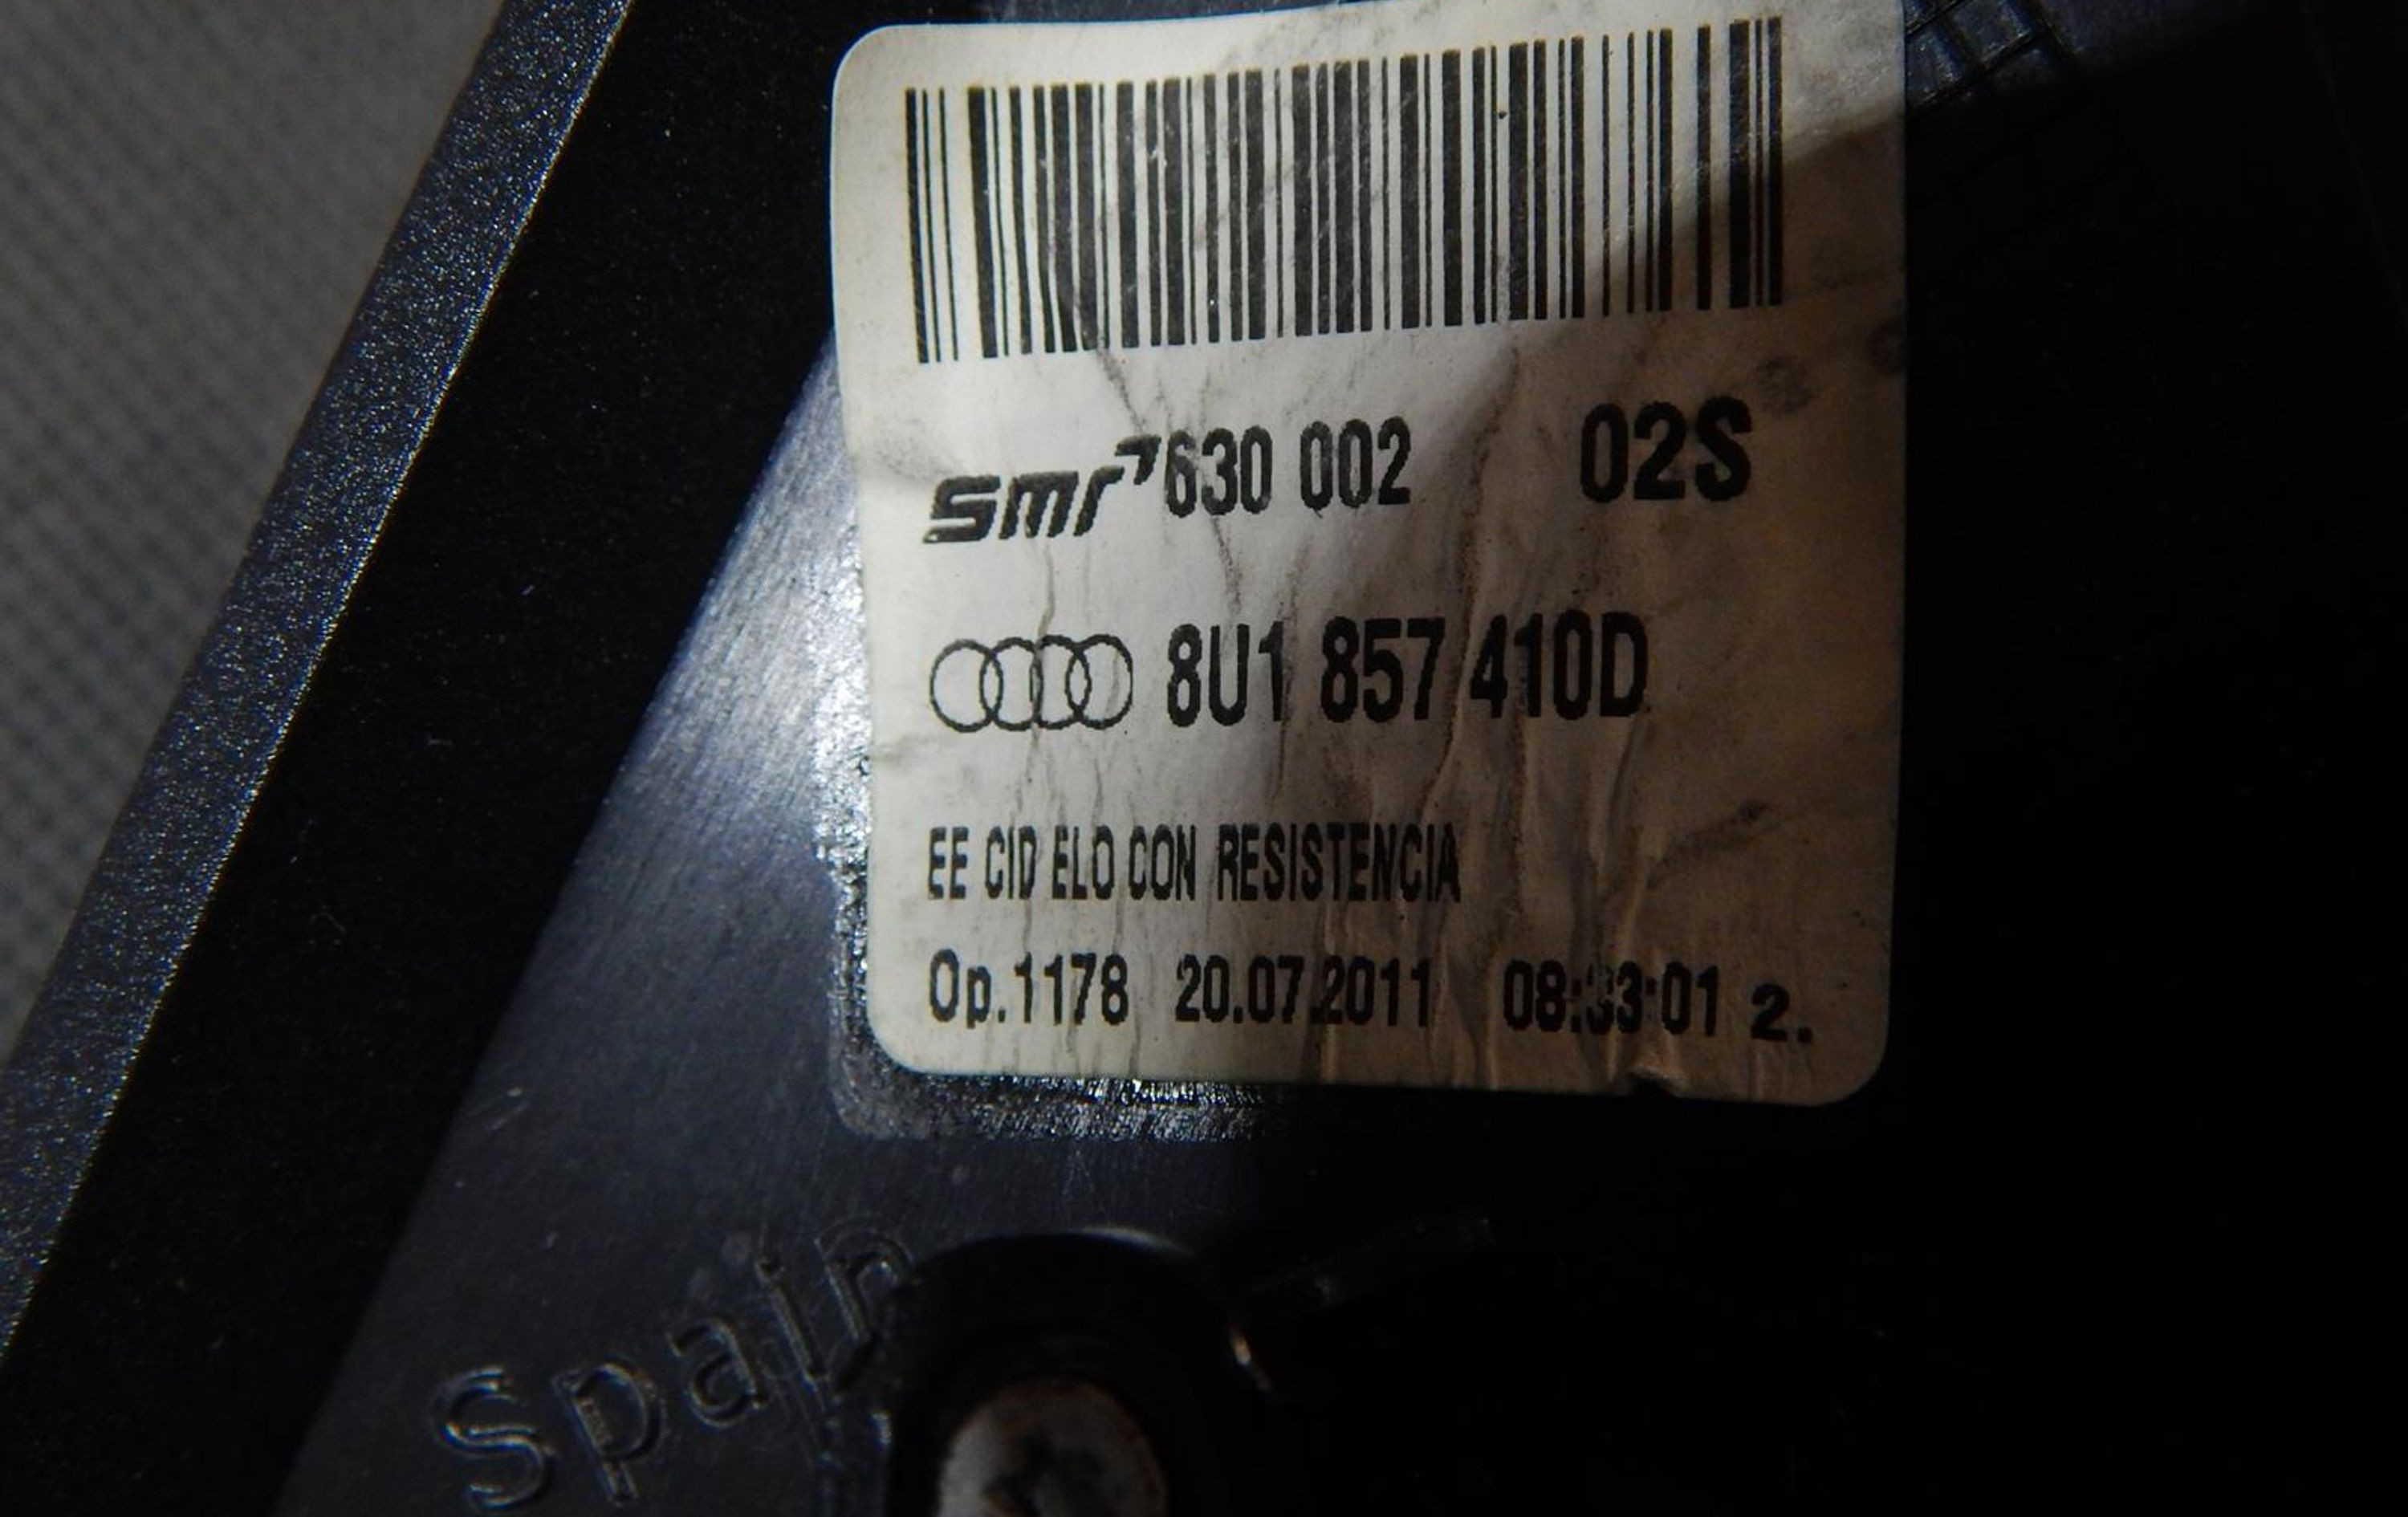 smr 630 002 02S
8U1 857 410D
EE CID ELO CON RESISTENCIA
Op.1178 20.07.2011 08:33:01 2.
Spain